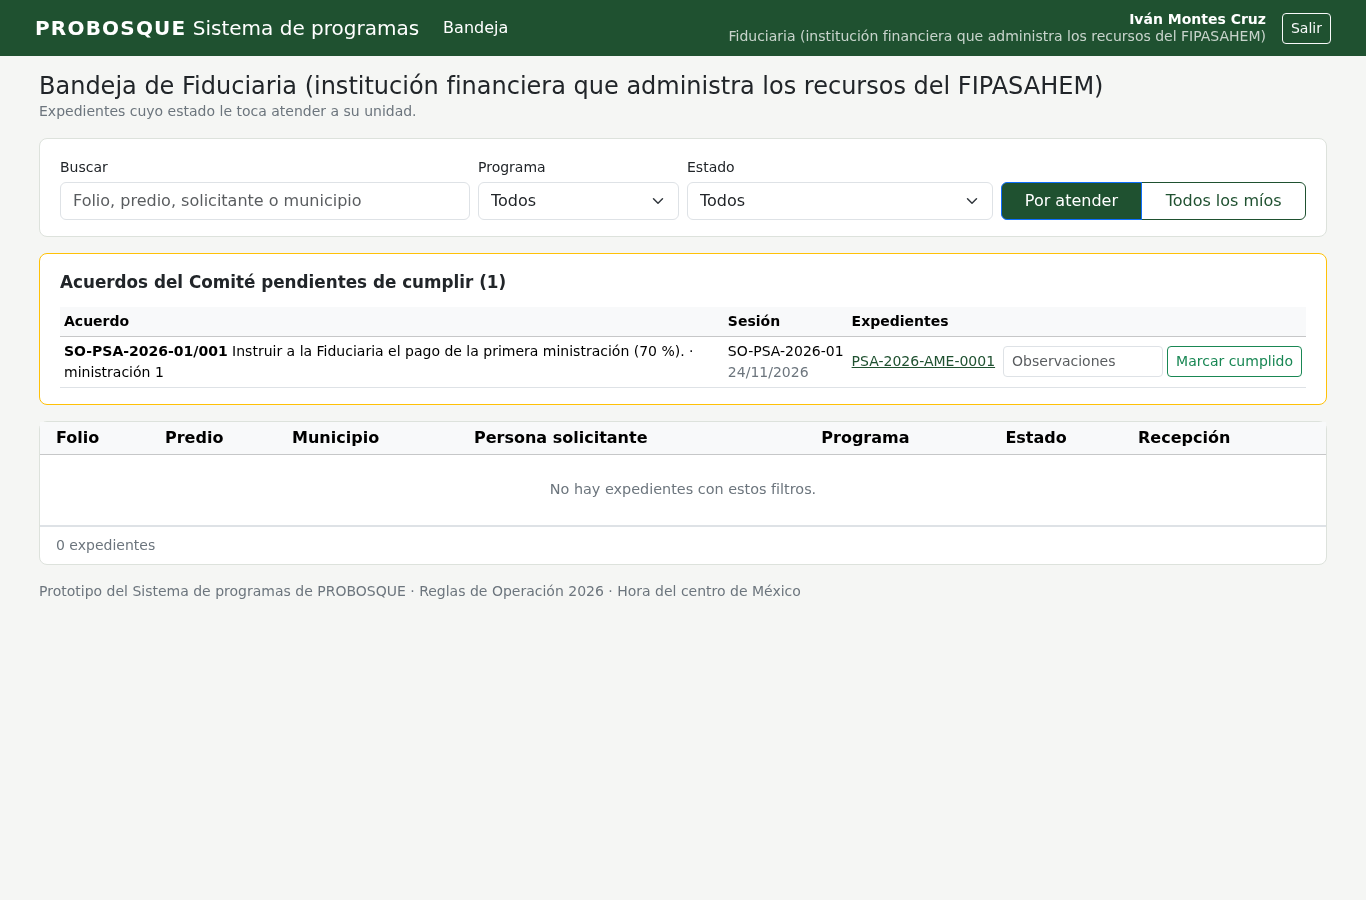 PROBOSQUE Sistema de programas
Bandeja
Iván Montes Cruz
Fiduciaria (institución financiera que administra los recursos del FIPASAHEM)
Salir
Bandeja de Fiduciaria (institución financiera que administra los recursos del FIPASAHEM)
Expedientes cuyo estado le toca atender a su unidad.
Buscar
Programa
Estado
Folio, predio, solicitante o municipio
Todos
Todos
Por atender
Todos los míos
Acuerdos del Comité pendientes de cumplir (1)
Acuerdo
Sesión
Expedientes
SO-PSA-2026-01/001 Instruir a la Fiduciaria el pago de la primera ministración (70 %). ·
ministración 1
SO-PSA-2026-01
24/11/2026
PSA-2026-AME-0001
Observaciones
Marcar cumplido
Folio
Predio
Municipio
Persona solicitante
Programa
Estado
Recepción
No hay expedientes con estos filtros.
0 expedientes
Prototipo del Sistema de programas de PROBOSQUE · Reglas de Operación 2026 · Hora del centro de México